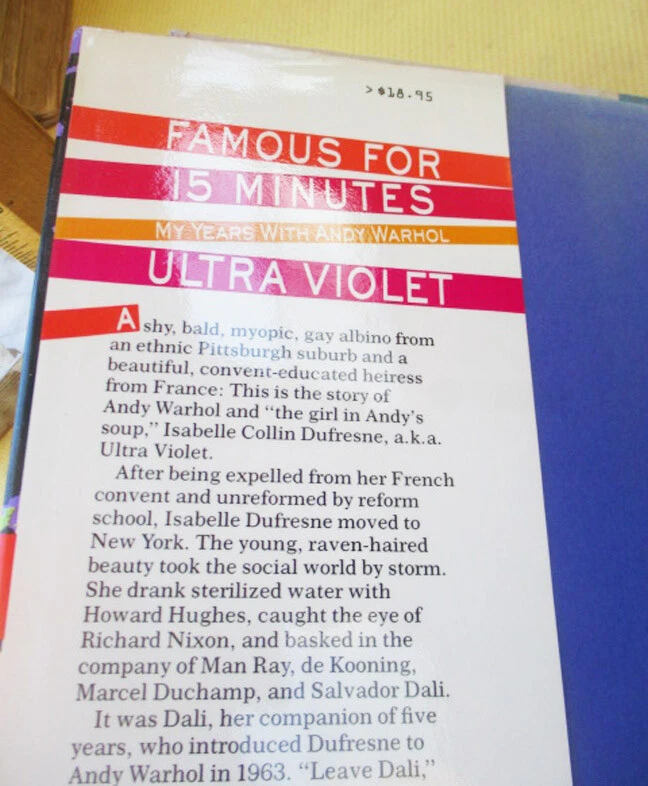 > $18.95
FAMOUS FOR
15 MINUTES
MY YEARS WITH ANDY WARHOL
ULTRA VIOLET
A shy, bald, myopic, gay albino from
an ethnic Pittsburgh suburb and a
beautiful, convent-educated heiress
from France: This is the story of
Andy Warhol and “the girl in Andy’s
soup,” Isabelle Collin Dufresne, a.k.a.
Ultra Violet.
After being expelled from her French
convent and unreformed by reform
school, Isabelle Dufresne moved to
New York. The young, raven-haired
beauty took the social world by storm.
She drank sterilized water with
Howard Hughes, caught the eye of
Richard Nixon, and basked in the
company of Man Ray, de Kooning,
Marcel Duchamp, and Salvador Dali.
It was Dali, her companion of five
years, who introduced Dufresne to
Andy Warhol in 1963. “Leave Dali,”